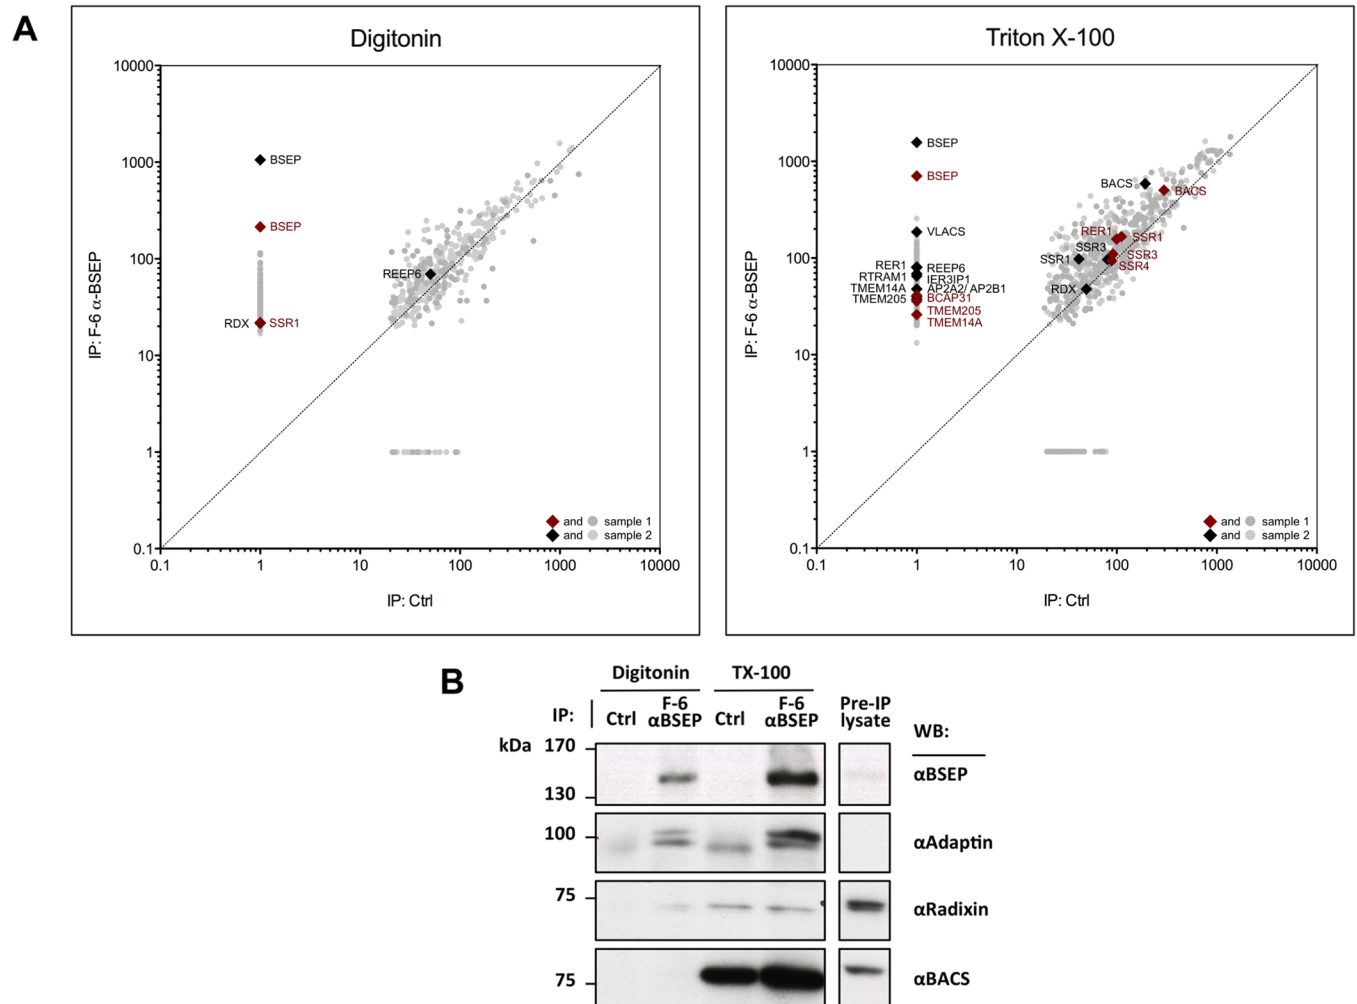 A
Digitonin
10000
1000
100
10
1
0.1
IP: F-6 α-BSEP
BSEP
BSEP
REEP6
RDX
SSR1
and sample 1
and sample 2
0.1 1 10 100 1000 10000
IP: Ctrl
Triton X-100
10000
1000
100
10
1
0.1
IP: F-6 α-BSEP
BSEP
BSEP
BACS
BACS
VLACS
RER1
SSR1
SSR3
RER1
REEP6
SSR1
SSR3
RTRAM1
IER3IP1
SSR4
TMEM14A
AP2A2/ AP2B1
RDX
TMEM205
BCAP31
TMEM205
TMEM14A
and sample 1
and sample 2
0.1 1 10 100 1000 10000
IP: Ctrl
B
Digitonin TX-100
IP: Ctrl F-6 αBSEP Ctrl F-6 αBSEP Pre-IP lysate
WB:
kDa 170
αBSEP
130
100
αAdaptin
75
αRadixin
75
αBACS